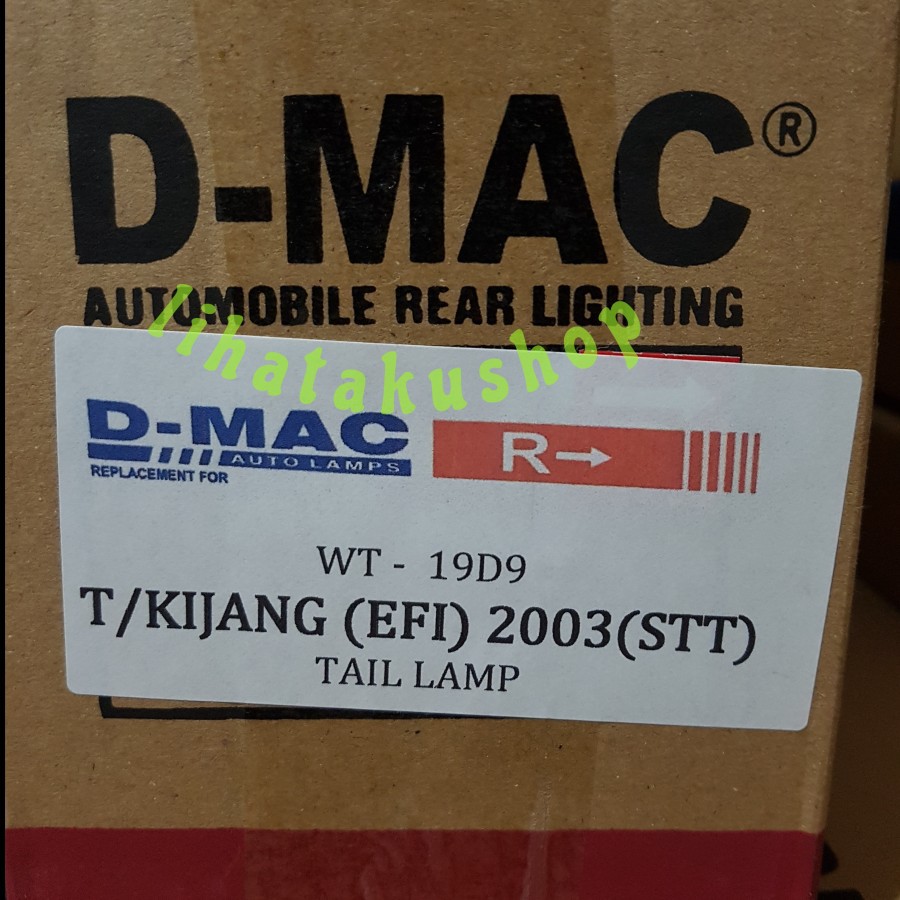 D-MAC®
AUTOMOBILE REAR LIGHTING
lihatakushop
D-MAC
AUTO LAMPS
REPLACEMENT FOR
R→
WT - 19D9
T/KIJANG (EFI) 2003(STT)
TAIL LAMP